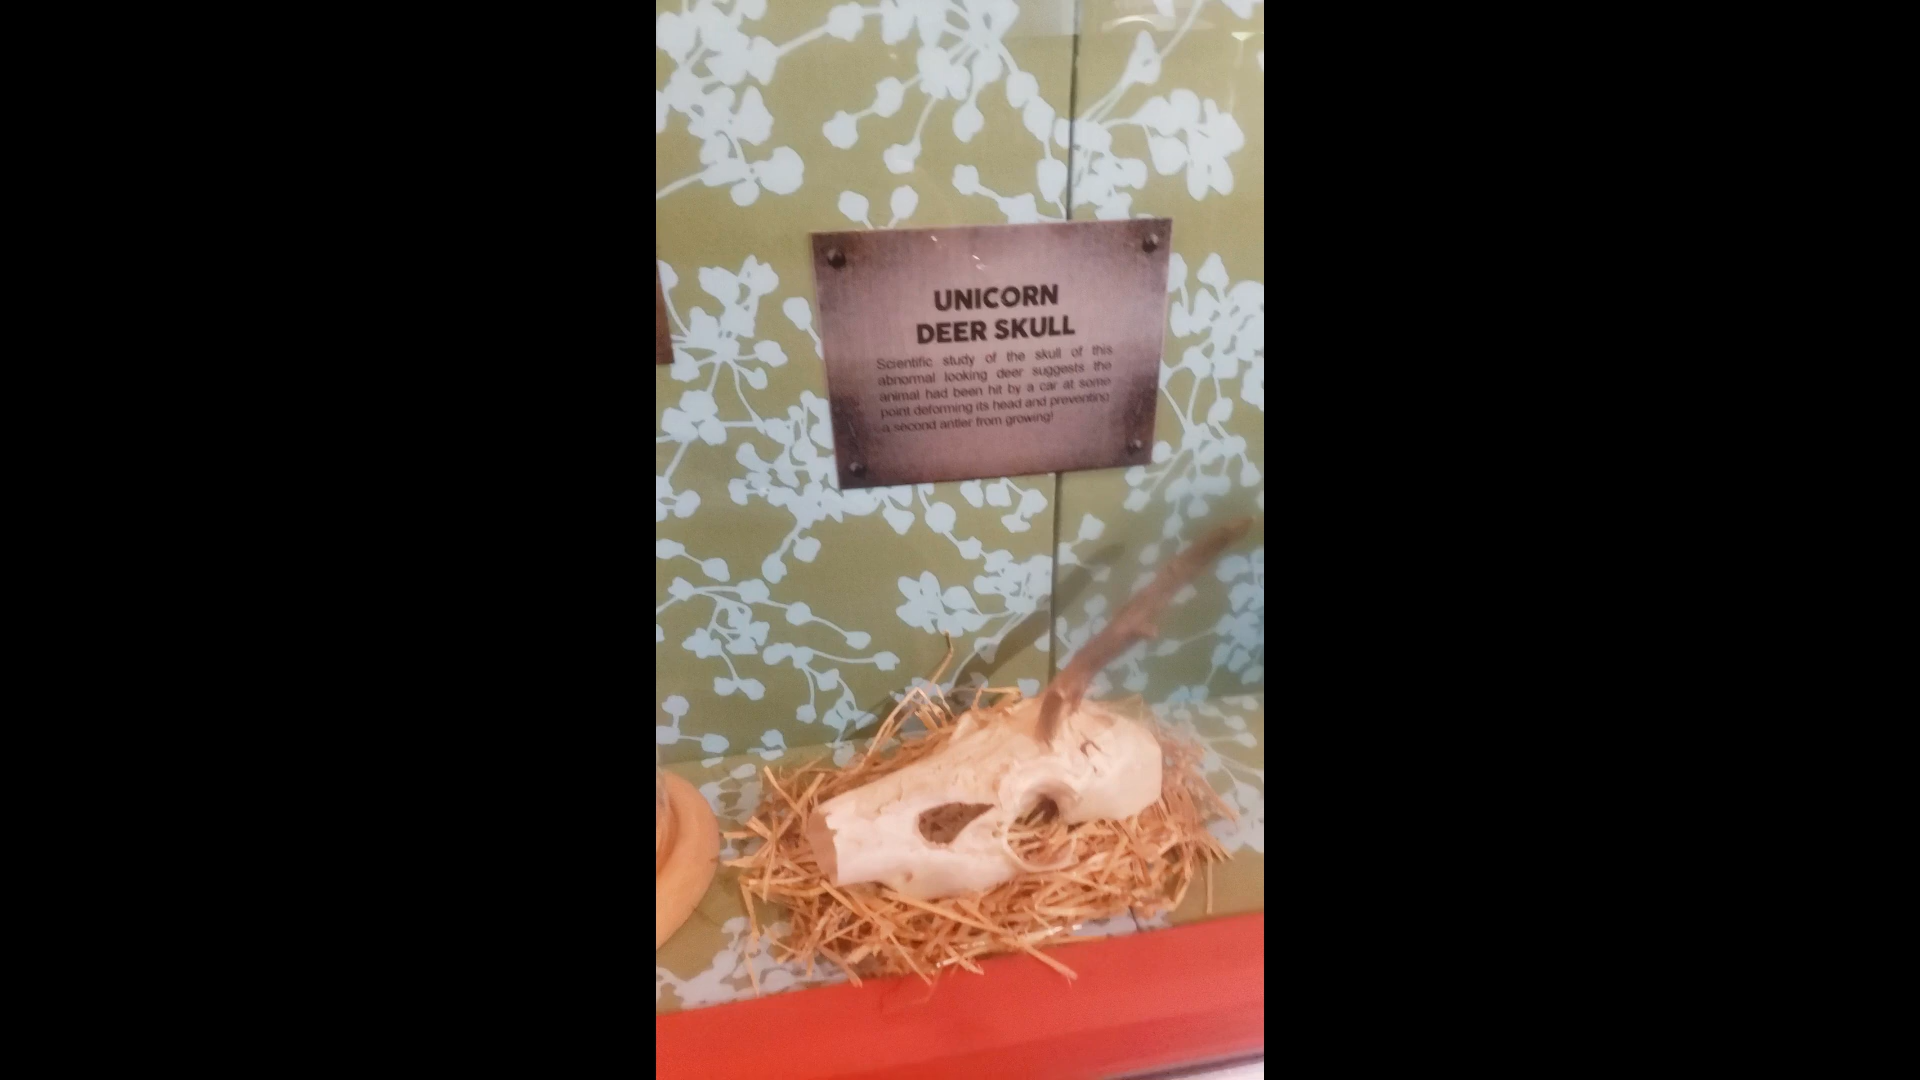 UNICORN
DEER SKULL
Scientific study of the skull of this
abnormal looking deer suggests the
animal had been hit by a car at some
point deforming its head and preventing
a second antler from growing!